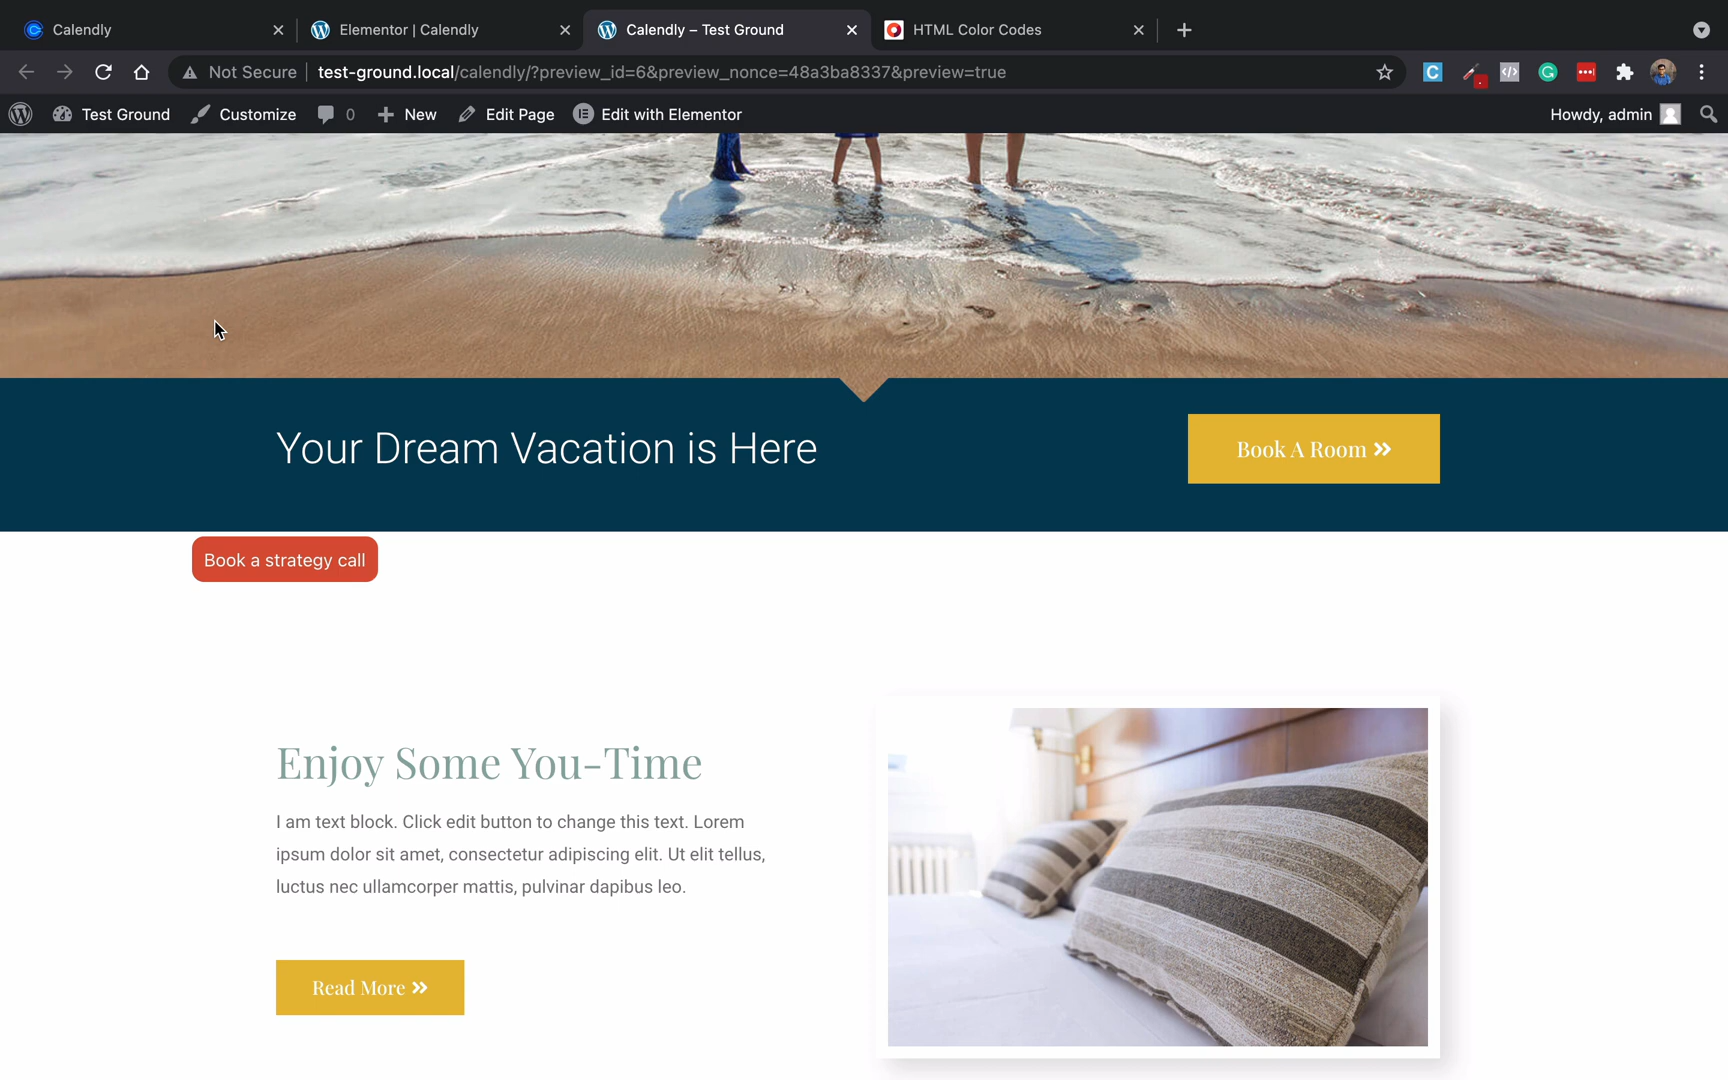 Calendly
Elementor | Calendly
Calendly – Test Ground
HTML Color Codes
Not Secure
test-ground.local/calendly/?preview_id=6&preview_nonce=48a3ba8337&preview=true
Test Ground
Customize
0
New
Edit Page
Edit with Elementor
Howdy, admin
Your Dream Vacation is Here
Book A Room »
Book a strategy call
Enjoy Some You-Time
I am text block. Click edit button to change this text. Lorem
ipsum dolor sit amet, consectetur adipiscing elit. Ut elit tellus,
luctus nec ullamcorper mattis, pulvinar dapibus leo.
Read More »